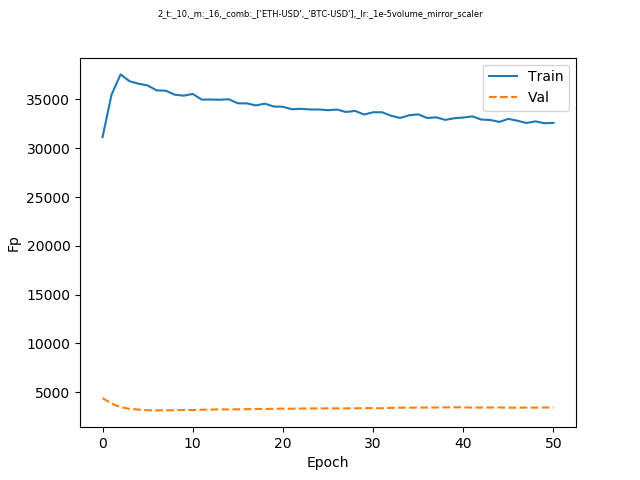 2_t:_10,_m:_16,_comb:_['ETH-USD',_'BTC-USD'],_lr:_1e-5volume_mirror_scaler
Train
Val
35000
30000
25000
20000
15000
10000
5000
Fp
0
10
20
30
40
50
Epoch